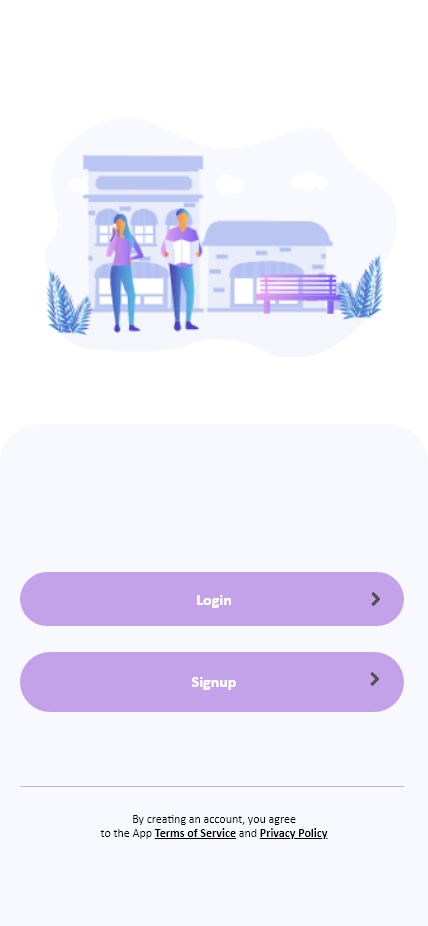 Login
Signup
By creating an account, you agree
to the App Terms of Service and Privacy Policy